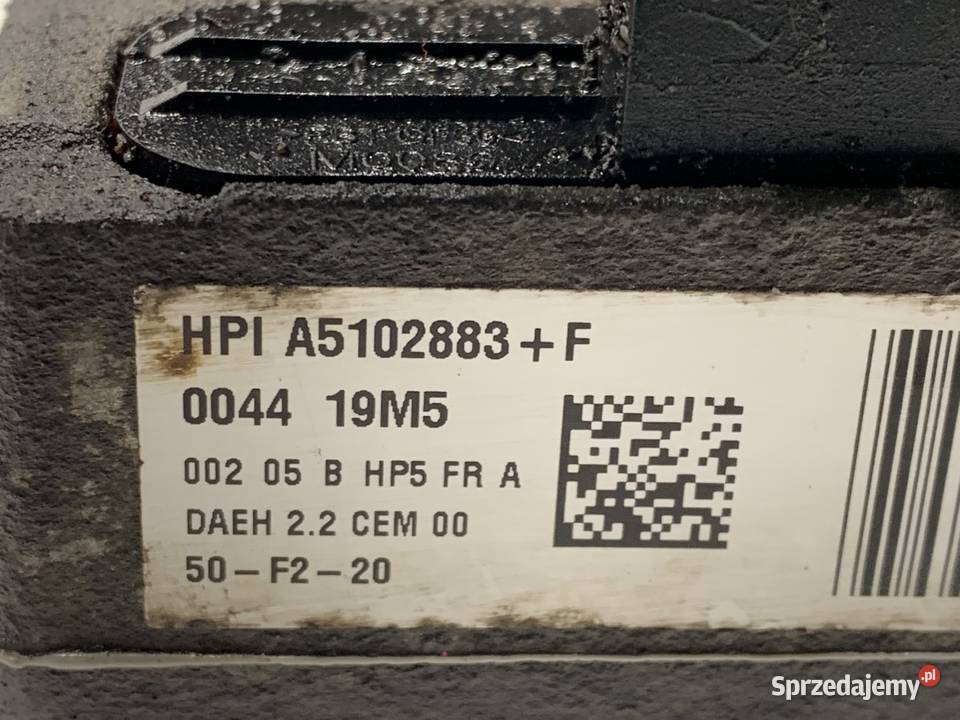 HPI A5102883+F
0044 19M5
002 05 B HP5 FR A
DAEH 2.2 CEM 00
50-F2-20
Sprzedajemy.pl